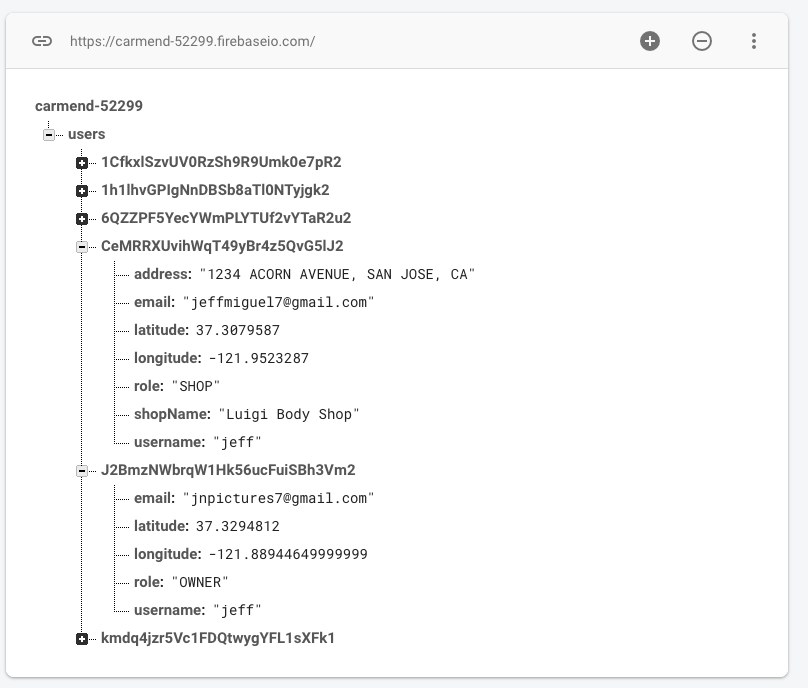 https://carmend-52299.firebaseio.com/
carmend-52299
users
1CfkxlSzvUV0RzSh9R9Umk0e7pR2
1h1lhvGPIgNnDBSb8aTl0NTyjgk2
6QZZPF5YecYWmPLYTUf2vYTaR2u2
CeMRRXUvihWqT49yBr4z5QvG5lJ2
address: "1234 ACORN AVENUE, SAN JOSE, CA"
email: "jeffmiguel7@gmail.com"
latitude: 37.3079587
longitude: -121.9523287
role: "SHOP"
shopName: "Luigi Body Shop"
username: "jeff"
J2BmzNWbrqW1Hk56ucFuiSBh3Vm2
email: "jnpictures7@gmail.com"
latitude: 37.3294812
longitude: -121.88944649999999
role: "OWNER"
username: "jeff"
kmdq4jzr5Vc1FDQtwygYFL1sXFk1